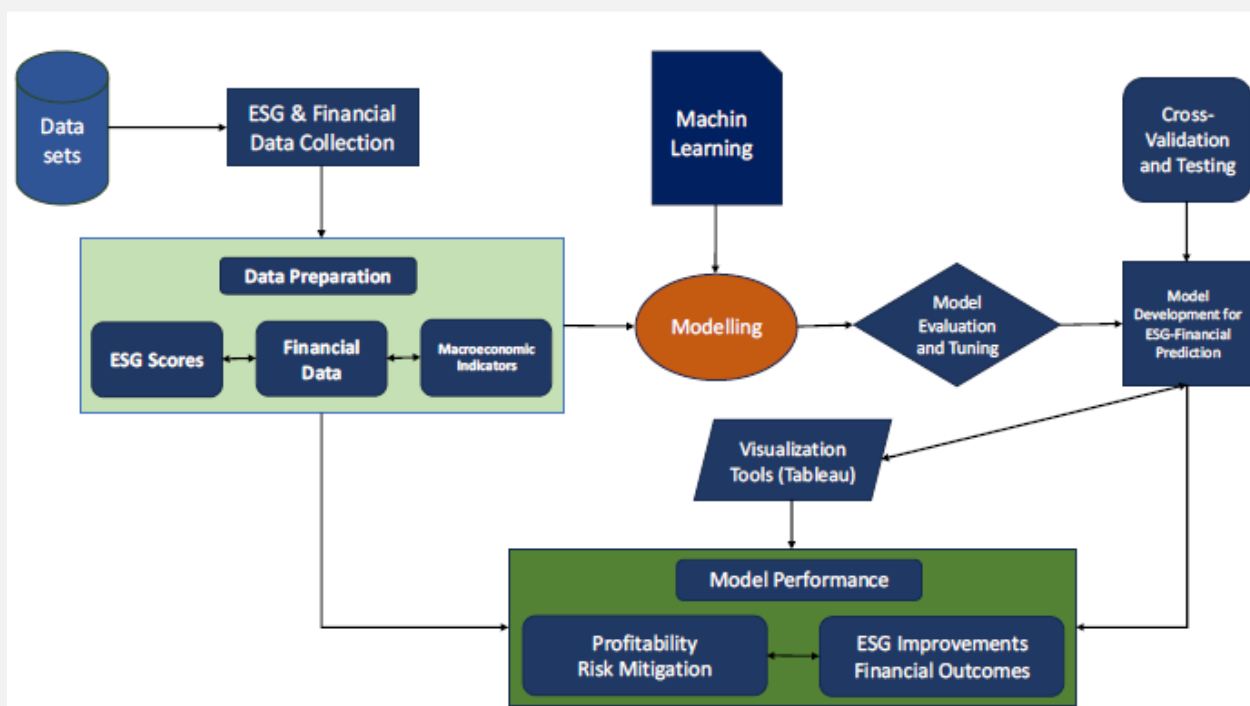 Data
sets
ESG & Financial
Data Collection
Machin
Learning
Cross-
Validation
and Testing
Data Preparation
ESG Scores
Financial
Data
Macroeconomic
Indicators
Modelling
Model
Evaluation
and Tuning
Model
Development for
ESG-Financial
Prediction
Visualization
Tools (Tableau)
Model Performance
Profitability
Risk Mitigation
ESG Improvements
Financial Outcomes